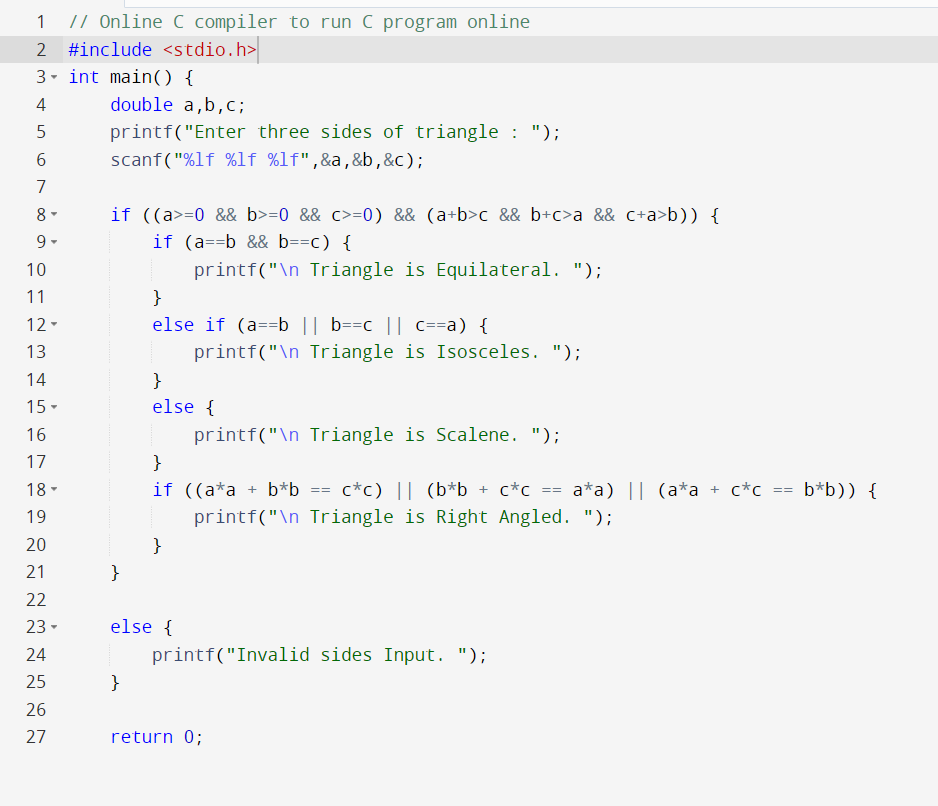 1 // Online C compiler to run C program online
2 #include <stdio.h>
3 int main() {
4     double a,b,c;
5     printf("Enter three sides of triangle : ");
6     scanf("%lf %lf %lf",&a,&b,&c);
7
8     if ((a>=0 && b>=0 && c>=0) && (a+b>c && b+c>a && c+a>b)) {
9         if (a==b && b==c) {
10             printf("\n Triangle is Equilateral. ");
11         }
12         else if (a==b || b==c || c==a) {
13             printf("\n Triangle is Isosceles. ");
14         }
15         else {
16             printf("\n Triangle is Scalene. ");
17         }
18         if ((a*a + b*b == c*c) || (b*b + c*c == a*a) || (a*a + c*c == b*b)) {
19             printf("\n Triangle is Right Angled. ");
20         }
21     }
22
23     else {
24         printf("Invalid sides Input. ");
25     }
26
27     return 0;